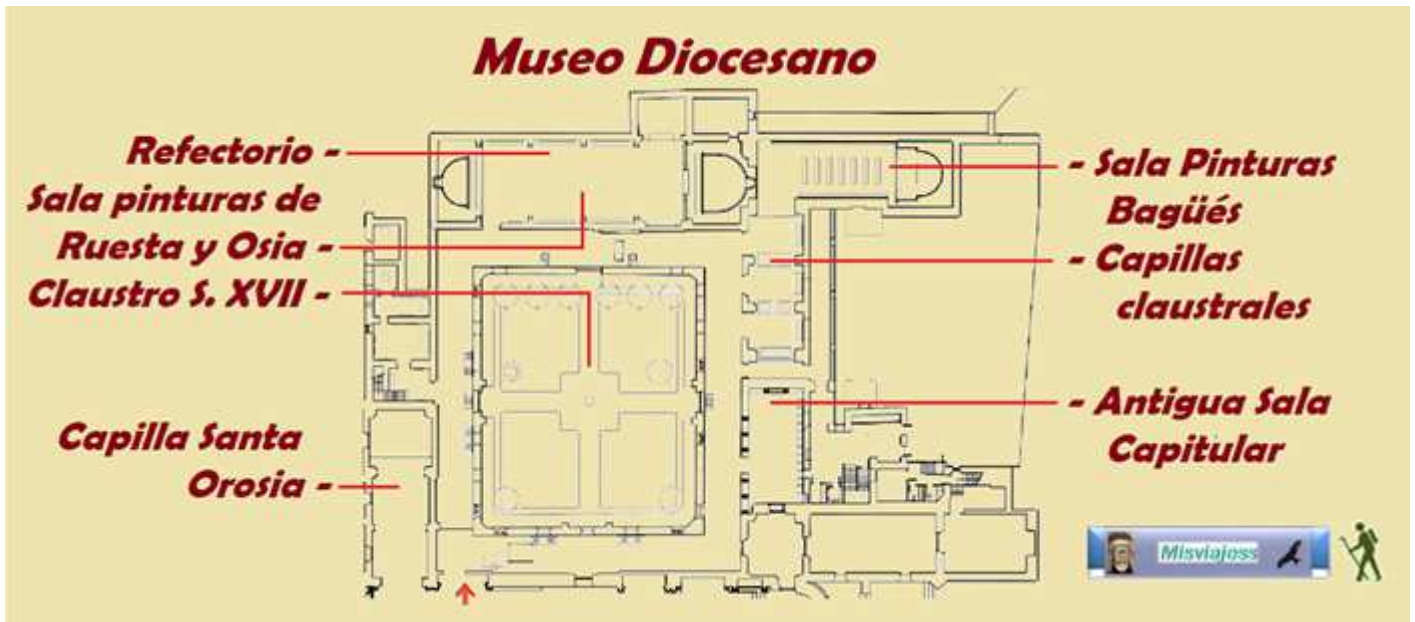 Museo Diocesano
Refectorio -
Sala pinturas de
Ruesta y Osia -
Claustro S. XVII -
Capilla Santa
Orosia -
- Sala Pinturas
Bagüés
- Capillas
claustrales
- Antigua Sala
Capitular
Misviajoss